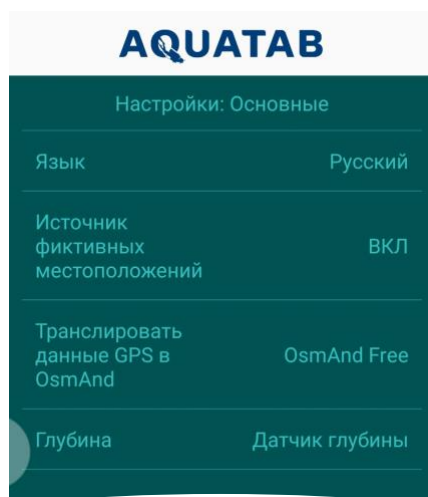 AQUATAB
Настройки: Основные
Язык Русский
Источник
фиктивных ВКЛ
местоположений
Транслировать
данные GPS в OsmAnd Free
OsmAnd
Глубина Датчик глубины